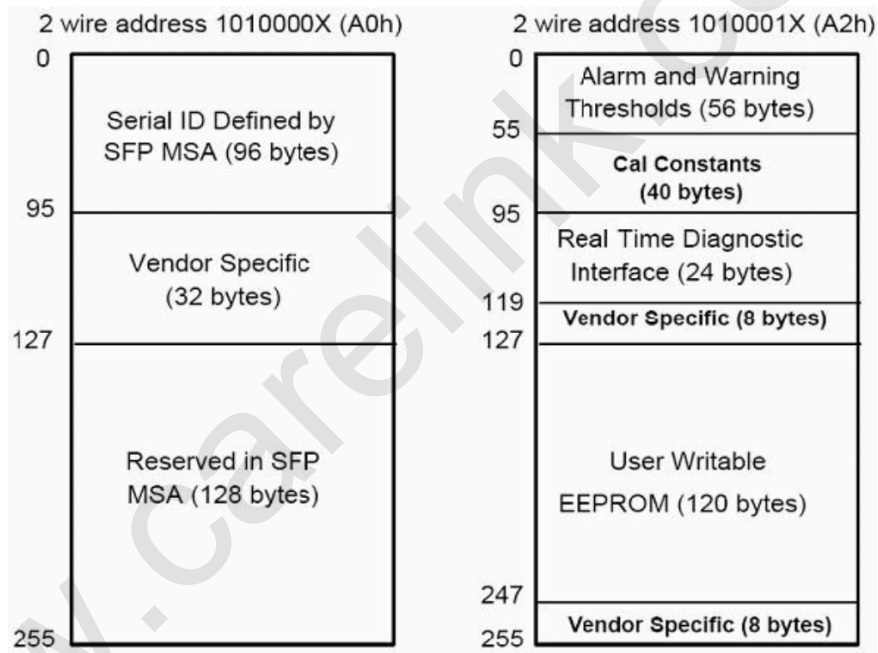 2 wire address 1010000X (A0h)
0
Serial ID Defined by
SFP MSA (96 bytes)
95
Vendor Specific
(32 bytes)
127
Reserved in SFP
MSA (128 bytes)
255
2 wire address 1010001X (A2h)
0
Alarm and Warning
Thresholds (56 bytes)
55
Cal Constants
(40 bytes)
95
Real Time Diagnostic
Interface (24 bytes)
119
Vendor Specific (8 bytes)
127
User Writable
EEPROM (120 bytes)
247
Vendor Specific (8 bytes)
255
w.carelink.c